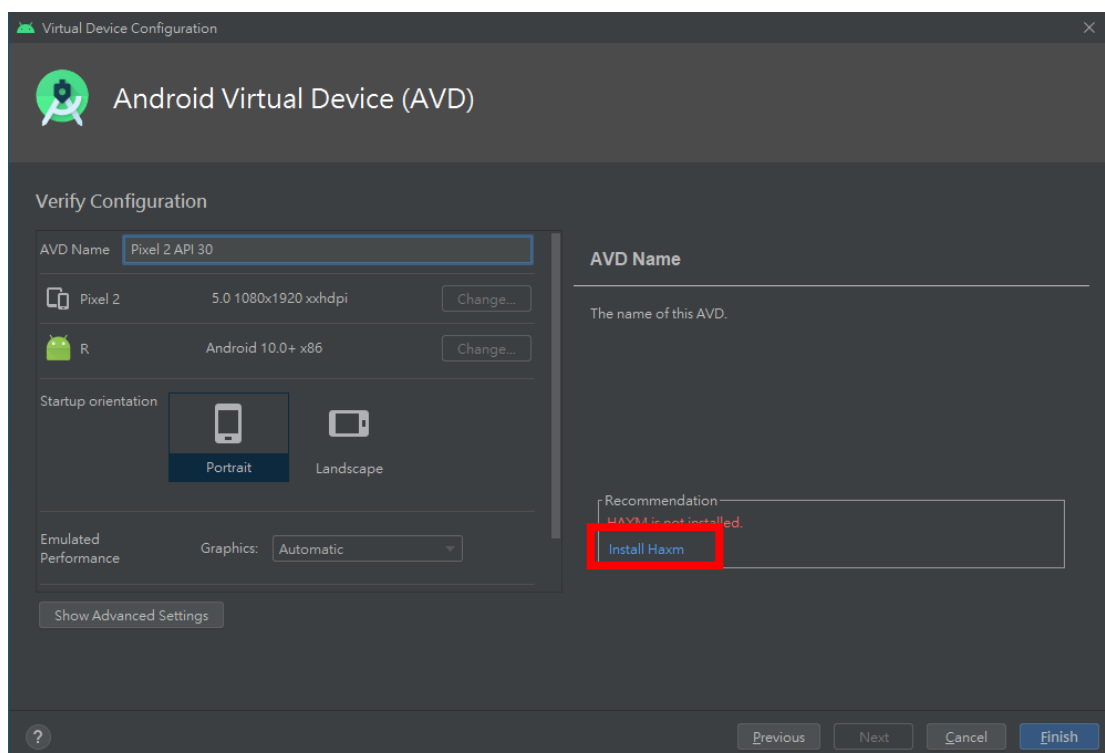 Virtual Device Configuration
Android Virtual Device (AVD)
Verify Configuration
AVD Name Pixel 2 API 30
Pixel 2 5.0 1080x1920 xxhdpi Change...
R Android 10.0+ x86 Change...
Startup orientation
Portrait
Landscape
Emulated
Performance
Graphics: Automatic
Show Advanced Settings
AVD Name
The name of this AVD.
Recommendation
HAXM is not installed.
Install Haxm
?
Previous Next Cancel Finish